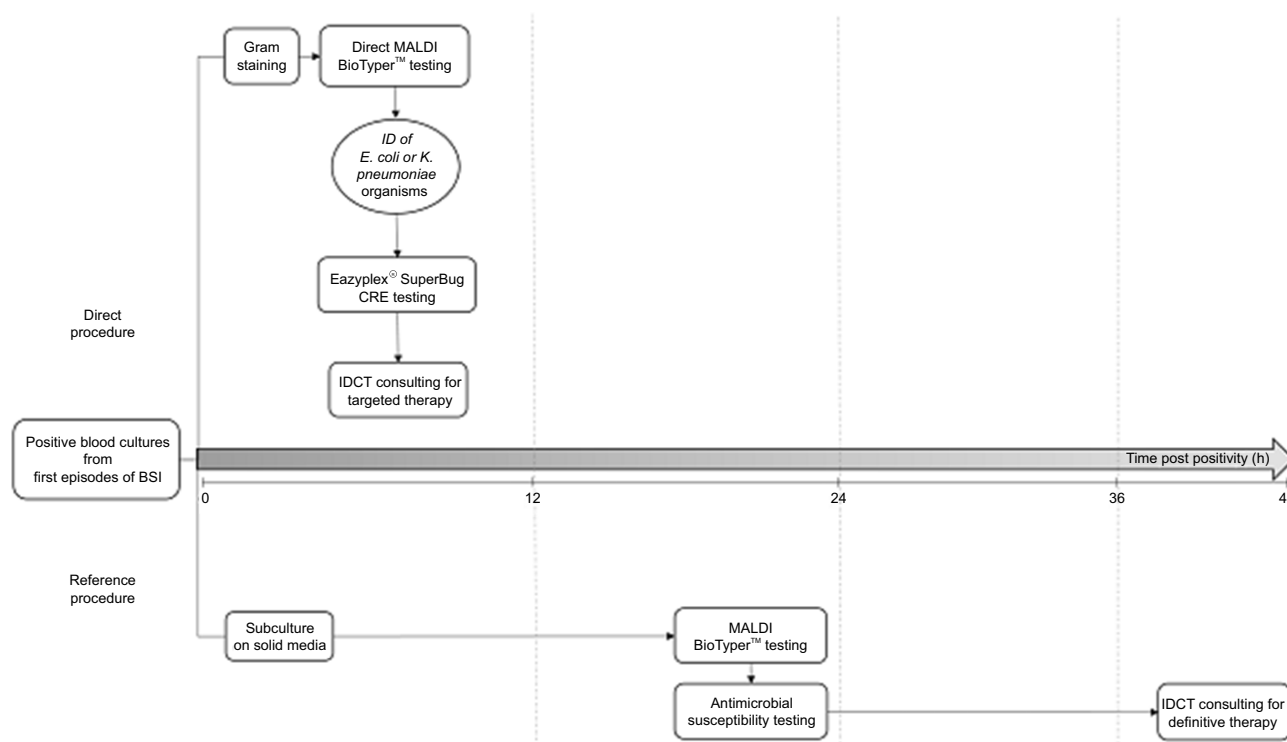 Gram
staining
Direct MALDI
BioTyper™ testing
ID of
E. coli or K.
pneumoniae
organisms
Eazyplex® SuperBug
CRE testing
Direct
procedure
IDCT consulting for
targeted therapy
Positive blood cultures
from
first episodes of BSI
Time post positivity (h)
0 12 24 36 4
Reference
procedure
Subculture
on solid media
MALDI
BioTyper™ testing
Antimicrobial
susceptibility testing
IDCT consulting for
definitive therapy